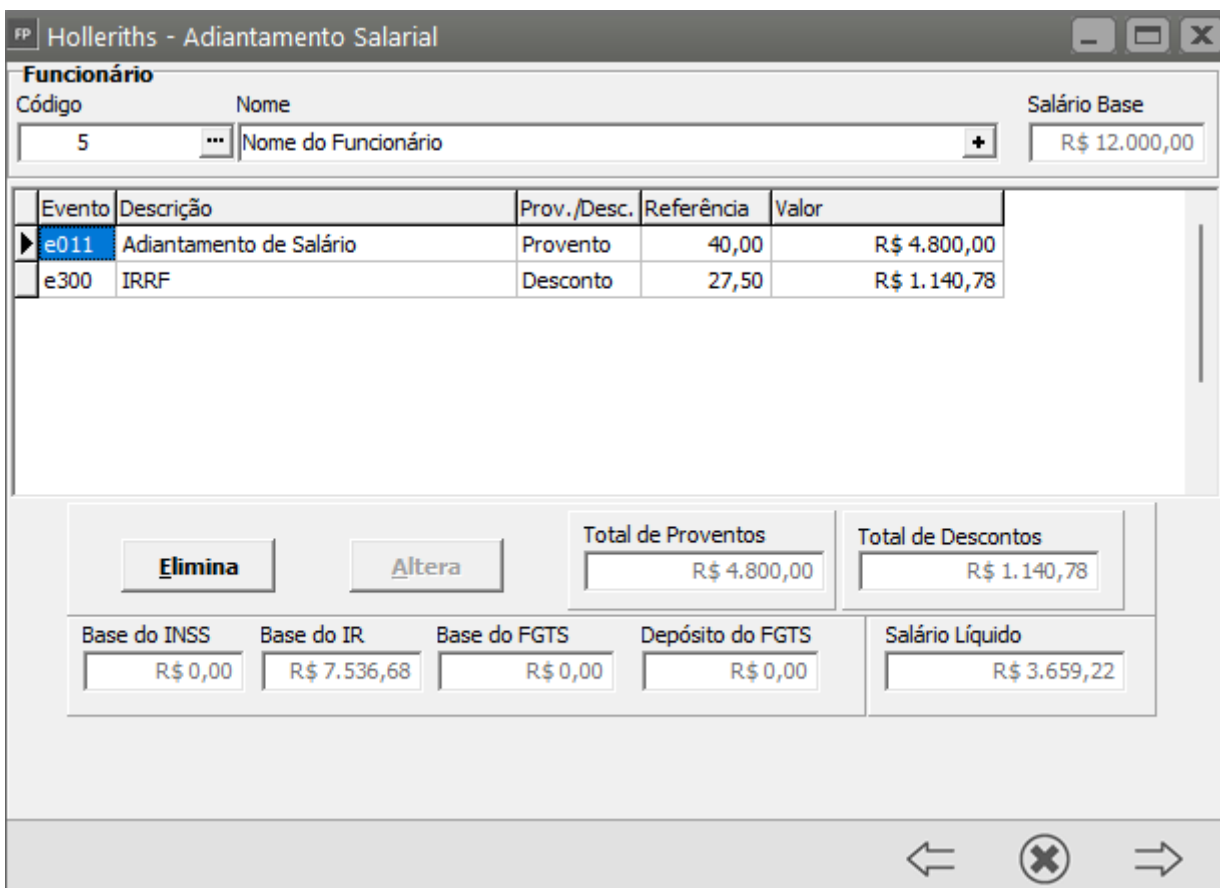 FP Holleriths - Adiantamento Salarial
Funcionário
Código Nome Salário Base
5 ... Nome do Funcionário + R$ 12.000,00
Evento Descrição Prov./Desc. Referência Valor
e011 Adiantamento de Salário Provento 40,00 R$ 4.800,00
e300 IRRF Desconto 27,50 R$ 1.140,78
Total de Proventos Total de Descontos
Elimina Altera R$ 4.800,00 R$ 1.140,78
Base do INSS Base do IR Base do FGTS Depósito do FGTS Salário Líquido
R$ 0,00 R$ 7.536,68 R$ 0,00 R$ 0,00 R$ 3.659,22